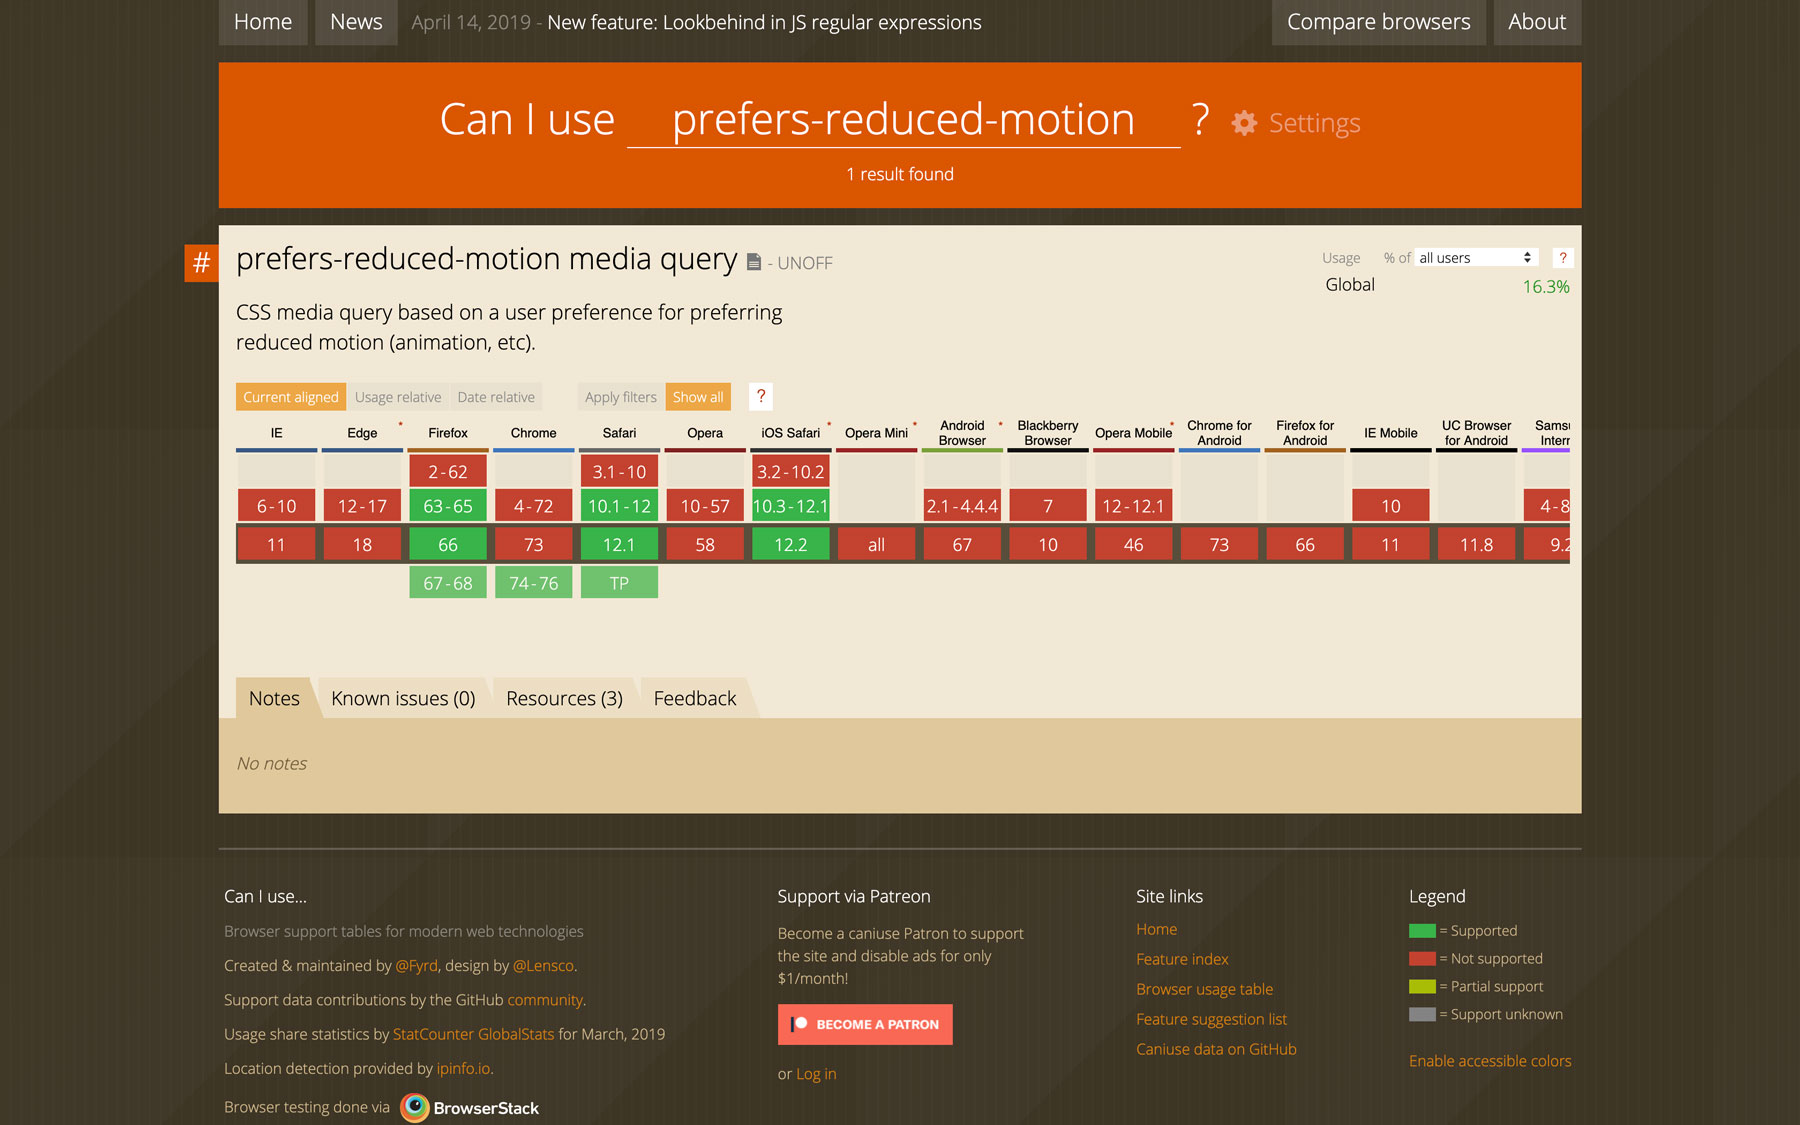 Home News April 14, 2019 - New feature: Lookbehind in JS regular expressions Compare browsers About
Can I use prefers-reduced-motion ? Settings
1 result found
# prefers-reduced-motion media query - UNOFF
Usage % of all users ?
Global 16.3%
CSS media query based on a user preference for preferring
reduced motion (animation, etc).
Current aligned Usage relative Date relative Apply filters Show all ?
IE Edge * Firefox Chrome Safari Opera iOS Safari * Opera Mini * Android Browser * Blackberry Browser Opera Mobile * Chrome for Android Firefox for Android IE Mobile UC Browser for Android Samsu Intern
2-62 3.1-10 3.2-10.2
6-10 12-17 63-65 4-72 10.1-12 10-57 10.3-12.1 2.1-4.4.4 7 12-12.1 10 4-8
11 18 66 73 12.1 58 12.2 all 67 10 46 73 66 11 11.8 9.2
67-68 74-76 TP
Notes Known issues (0) Resources (3) Feedback
No notes
Can I use...
Browser support tables for modern web technologies
Created & maintained by @Fyrd, design by @Lensco.
Support data contributions by the GitHub community.
Usage share statistics by StatCounter GlobalStats for March, 2019
Location detection provided by ipinfo.io.
Browser testing done via BrowserStack
Support via Patreon
Become a caniuse Patron to support
the site and disable ads for only
$1/month!
BECOME A PATRON
or Log in
Site links
Home
Feature index
Browser usage table
Feature suggestion list
Caniuse data on GitHub
Legend
= Supported
= Not supported
= Partial support
= Support unknown
Enable accessible colors